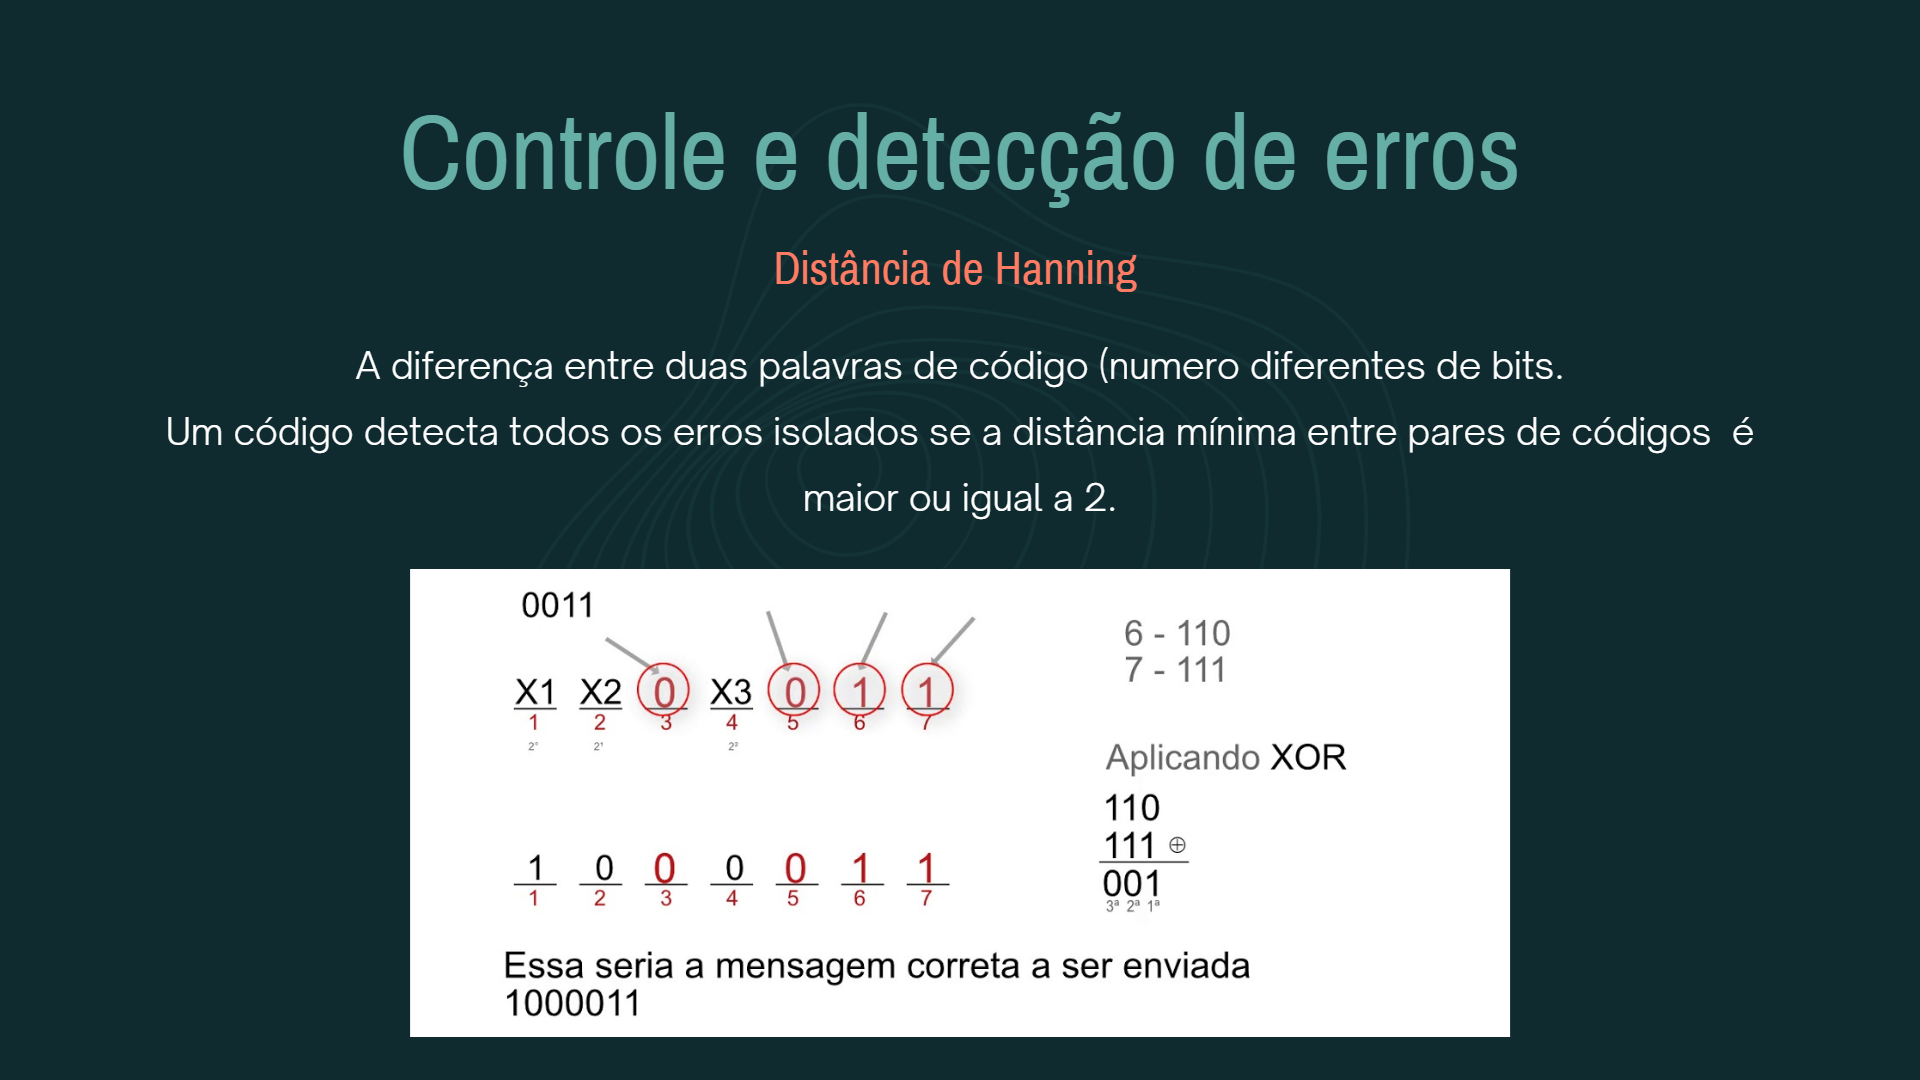 Controle e detecção de erros
Distância de Hanning
A diferença entre duas palavras de código (numero diferentes de bits.
Um código detecta todos os erros isolados se a distância mínima entre pares de códigos é
maior ou igual a 2.
0011
X1 X2 0 X3 0 1 1
1 2 3 4 5 6 7
2° 2¹ 2²
1 0 0 0 0 1 1
1 2 3 4 5 6 7
Essa seria a mensagem correta a ser enviada
1000011
6 - 110
7 - 111
Aplicando XOR
110
111 ⊕
001
3ª 2ª 1ª